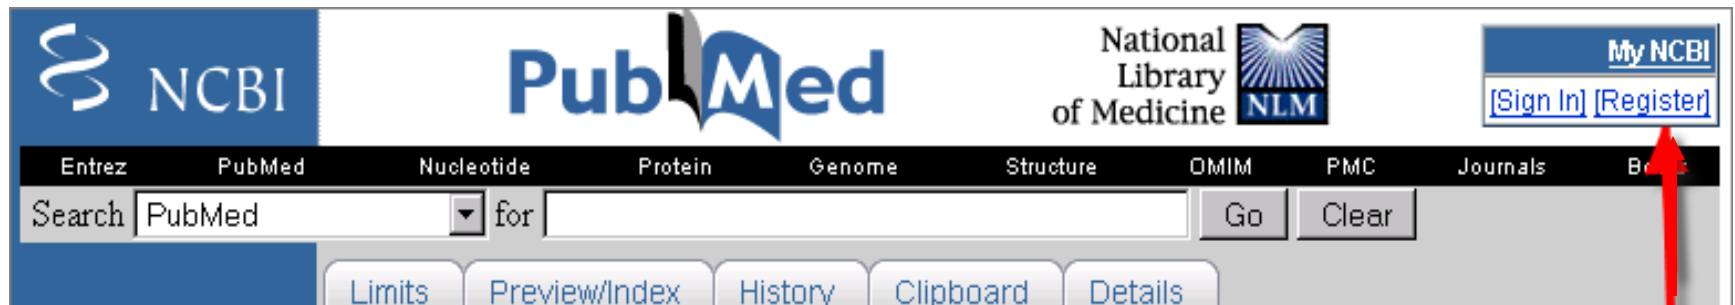 NCBI
PubMed
National
Library
of Medicine NLM
My NCBI
[Sign In] [Register]
Entrez PubMed Nucleotide Protein Genome Structure OMIM PMC Journals
Search PubMed for Go Clear
Limits Preview/Index History Clipboard Details